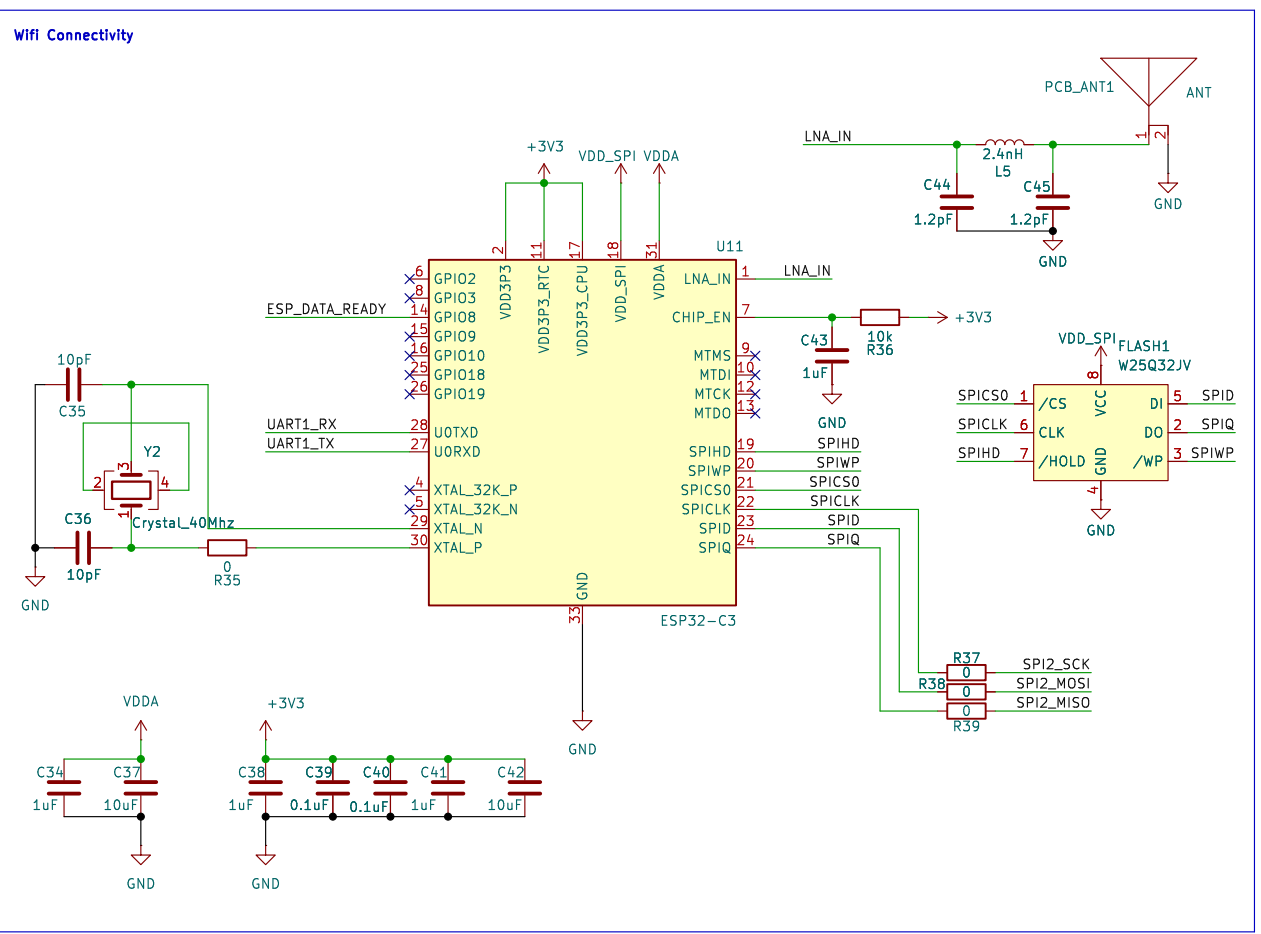 Wifi Connectivity
PCB_ANT1
ANT
1
2
GND
LNA_IN
2.4nH
L5
C44
1.2pF
C45
1.2pF
GND
+3V3
VDD_SPI
VDDA
2
11
17
18
31
U11
VDD3P3
VDD3P3_RTC
VDD3P3_CPU
VDD_SPI
VDDA
6
GPIO2
8
GPIO3
ESP_DATA_READY
14
GPIO8
15
GPIO9
16
GPIO10
25
GPIO18
26
GPIO19
UART1_RX
28
U0TXD
UART1_TX
27
U0RXD
4
XTAL_32K_P
5
XTAL_32K_N
29
XTAL_N
30
XTAL_P
LNA_IN
1
LNA_IN
CHIP_EN
7
MTMS
9
MTDI
10
MTCK
12
MTDO
13
SPIHD
19
SPIHD
SPIWP
20
SPIWP
SPICS0
21
SPICS0
SPICLK
22
SPICLK
SPID
23
SPID
SPIQ
24
SPIQ
GND
33
ESP32-C3
GND
10k
R36
+3V3
C43
1uF
GND
VDD_SPI
FLASH1
W25Q32JV
8
VCC
SPICS0
1
/CS
SPICLK
6
CLK
SPIHD
7
/HOLD
DI
5
SPID
DO
2
SPIQ
/WP
3
SPIWP
GND
4
GND
10pF
C35
Y2
3
2
4
1
Crystal_40Mhz
C36
10pF
GND
0
R35
R37
0
SPI2_SCK
R38
0
SPI2_MOSI
0
R39
SPI2_MISO
VDDA
C34
1uF
C37
10uF
GND
+3V3
C38
1uF
C39
0.1uF
C40
0.1uF
C41
1uF
C42
10uF
GND